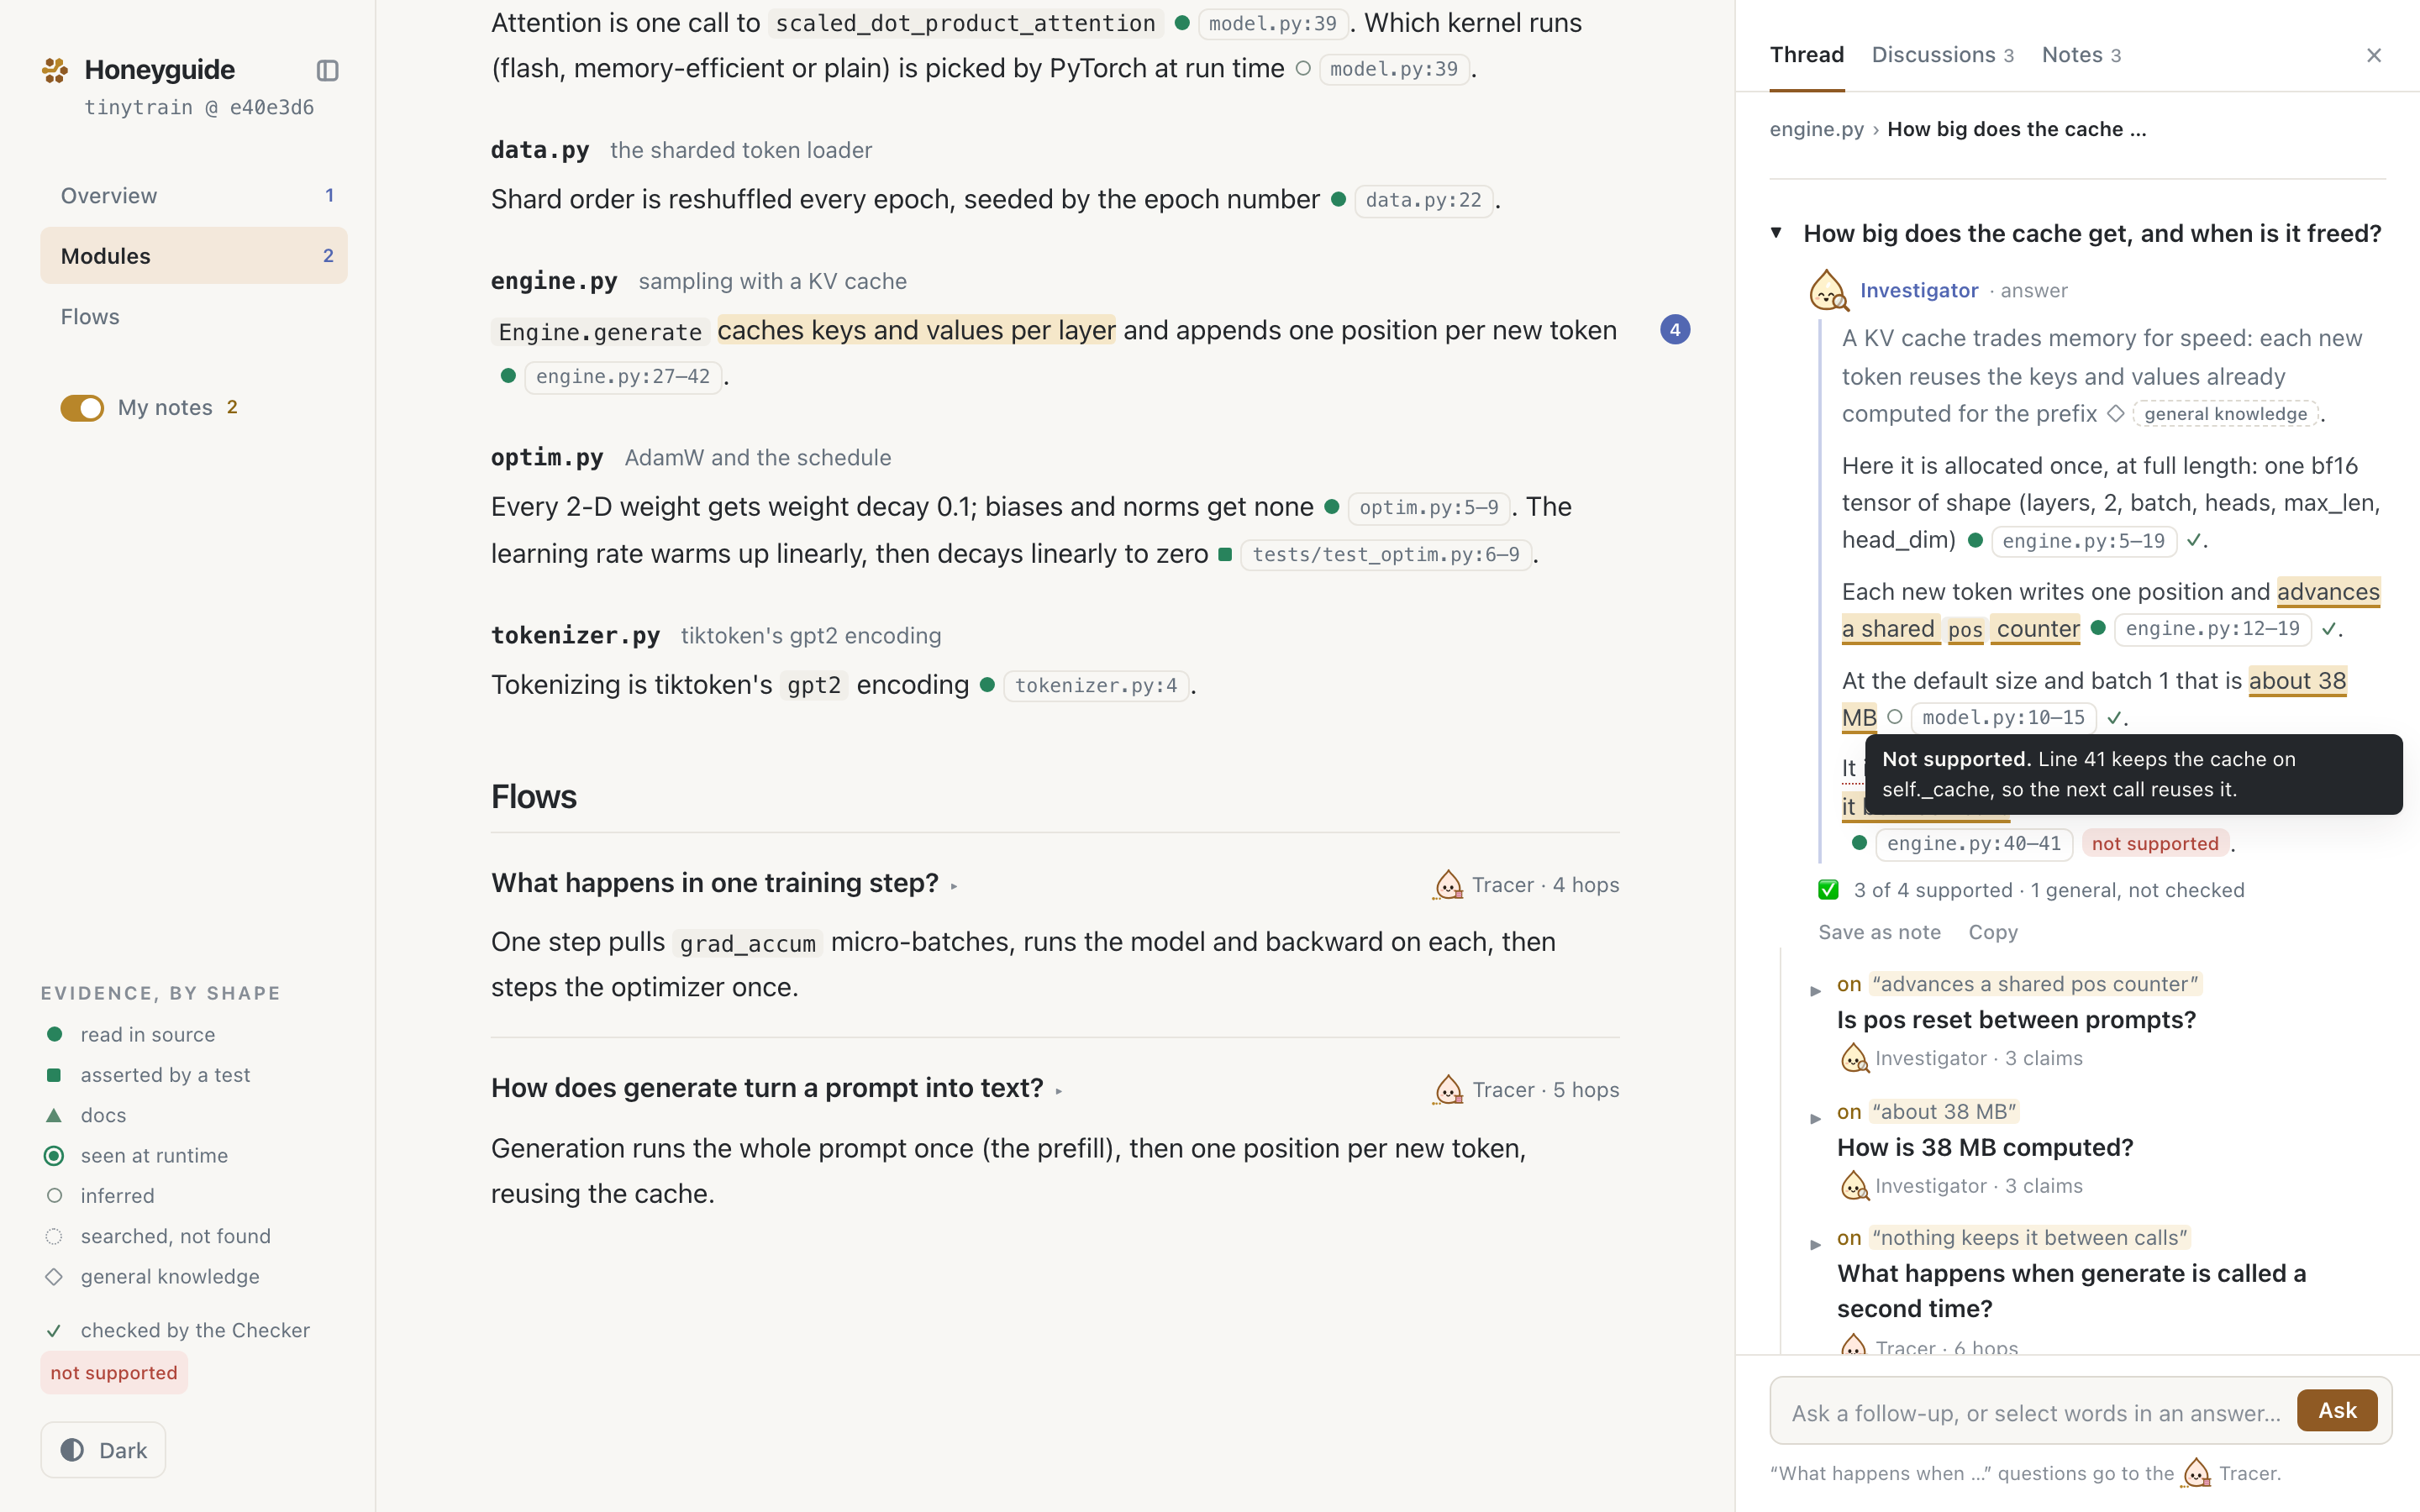 Honeyguide
tinytrain @ e40e3d6
Overview 1
Modules 2
Flows
My notes 2
EVIDENCE, BY SHAPE
read in source
asserted by a test
docs
seen at runtime
inferred
searched, not found
general knowledge
checked by the Checker
not supported
Dark
Attention is one call to scaled_dot_product_attention model.py:39. Which kernel runs
(flash, memory-efficient or plain) is picked by PyTorch at run time model.py:39.
data.py the sharded token loader
Shard order is reshuffled every epoch, seeded by the epoch number data.py:22.
engine.py sampling with a KV cache
Engine.generate caches keys and values per layer and appends one position per new token 4
engine.py:27–42.
optim.py AdamW and the schedule
Every 2-D weight gets weight decay 0.1; biases and norms get none optim.py:5–9. The
learning rate warms up linearly, then decays linearly to zero tests/test_optim.py:6–9.
tokenizer.py tiktoken's gpt2 encoding
Tokenizing is tiktoken's gpt2 encoding tokenizer.py:4.
Flows
What happens in one training step? Tracer · 4 hops
One step pulls grad_accum micro-batches, runs the model and backward on each, then
steps the optimizer once.
How does generate turn a prompt into text? Tracer · 5 hops
Generation runs the whole prompt once (the prefill), then one position per new token,
reusing the cache.
Thread Discussions 3 Notes 3
engine.py › How big does the cache ...
How big does the cache get, and when is it freed?
Investigator · answer
A KV cache trades memory for speed: each new
token reuses the keys and values already
computed for the prefix general knowledge.
Here it is allocated once, at full length: one bf16
tensor of shape (layers, 2, batch, heads, max_len,
head_dim) engine.py:5–19 ✓.
Each new token writes one position and advances
a shared pos counter engine.py:12–19 ✓.
At the default size and batch 1 that is about 38
MB model.py:10–15 ✓.
It
Not supported. Line 41 keeps the cache on
self._cache, so the next call reuses it.
it
engine.py:40–41 not supported.
3 of 4 supported · 1 general, not checked
Save as note Copy
on “advances a shared pos counter”
Is pos reset between prompts?
Investigator · 3 claims
on “about 38 MB”
How is 38 MB computed?
Investigator · 3 claims
on “nothing keeps it between calls”
What happens when generate is called a
second time?
Tracer · 6 hops
Ask a follow-up, or select words in an answer... Ask
“What happens when …” questions go to the Tracer.